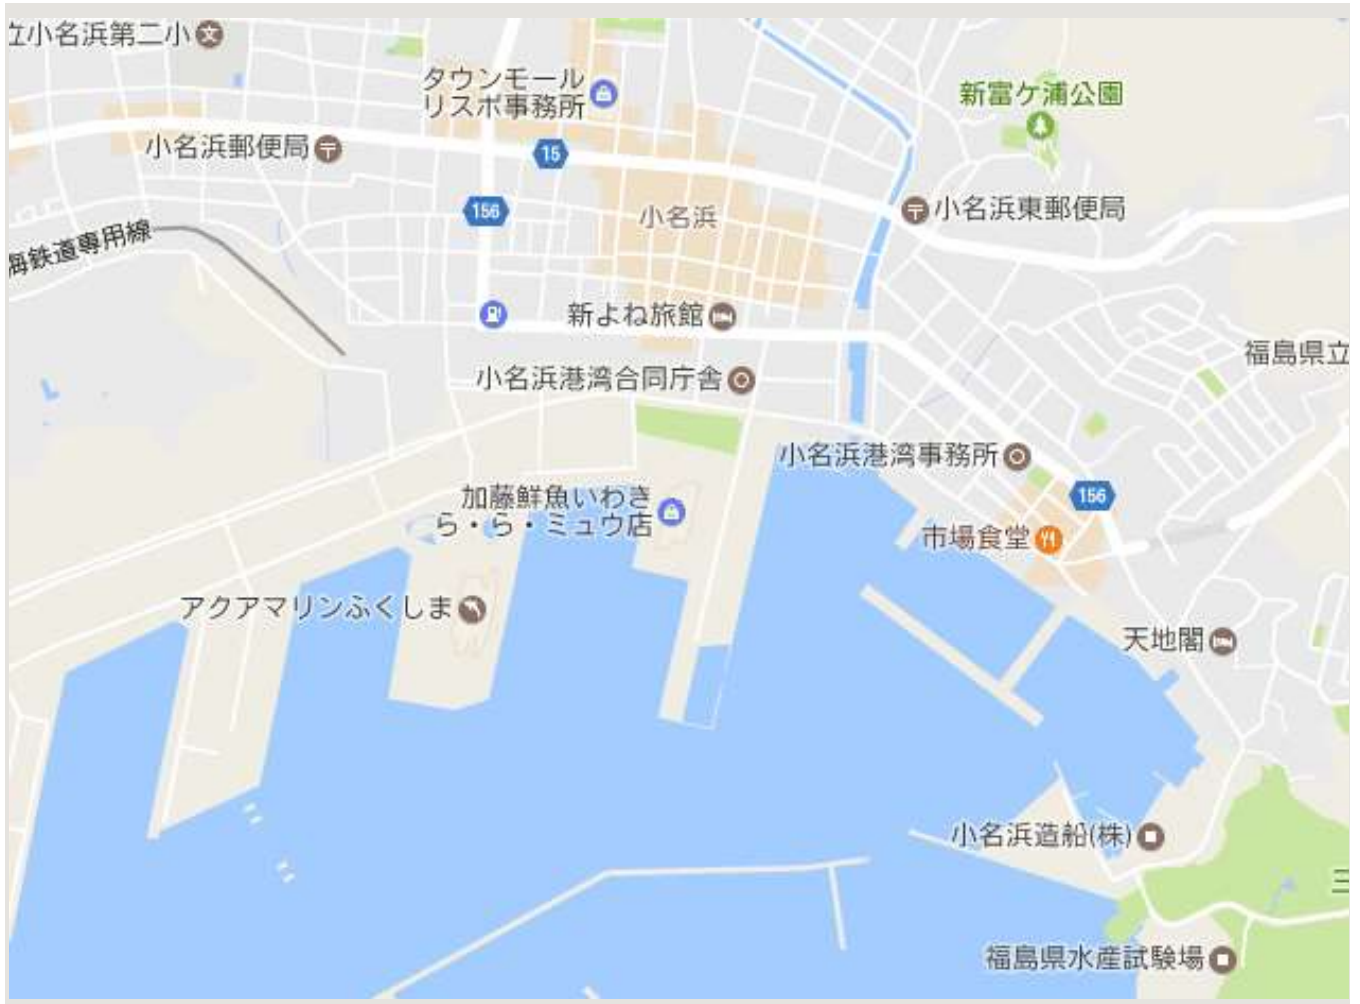 立小名浜第二小
タウンモール
リスポ事務所
新富ケ浦公園
小名浜郵便局
15
156
小名浜
小名浜東郵便局
海鉄道専用線
新よね旅館
福島県立
小名浜港湾合同庁舎
小名浜港湾事務所
加藤鮮魚いわき
ら・ら・ミュウ店
156
市場食堂
アクアマリンふくしま
天地閣
小名浜造船(株)
三
福島県水産試験場